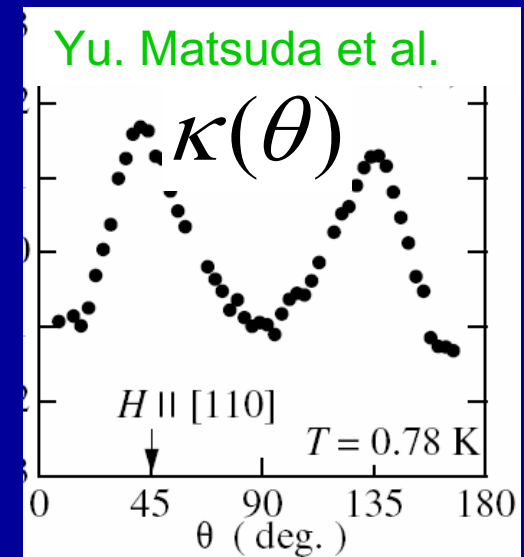 Yu. Matsuda et al.
κ(θ)
H || [110]
T = 0.78 K
0 45 90 135 180
θ ( deg. )